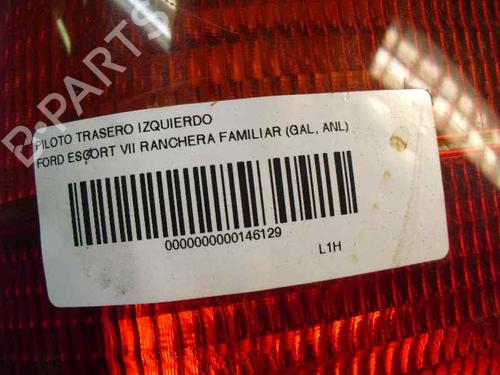 PILOTO TRASERO IZQUIERDO
FORD ESCORT VII RANCHERA FAMILIAR (GAL, ANL)
0000000000146129
L1H
D-PARTS